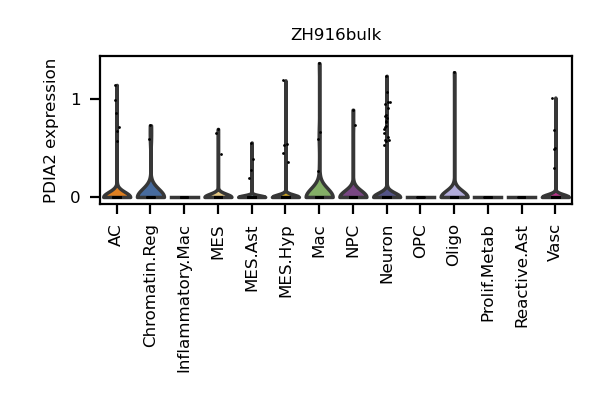 ZH916bulk
PDIA2 expression
1
0
AC
Chromatin.Reg
Inflammatory.Mac
MES
MES.Ast
MES.Hyp
Mac
NPC
Neuron
OPC
Oligo
Prolif.Metab
Reactive.Ast
Vasc